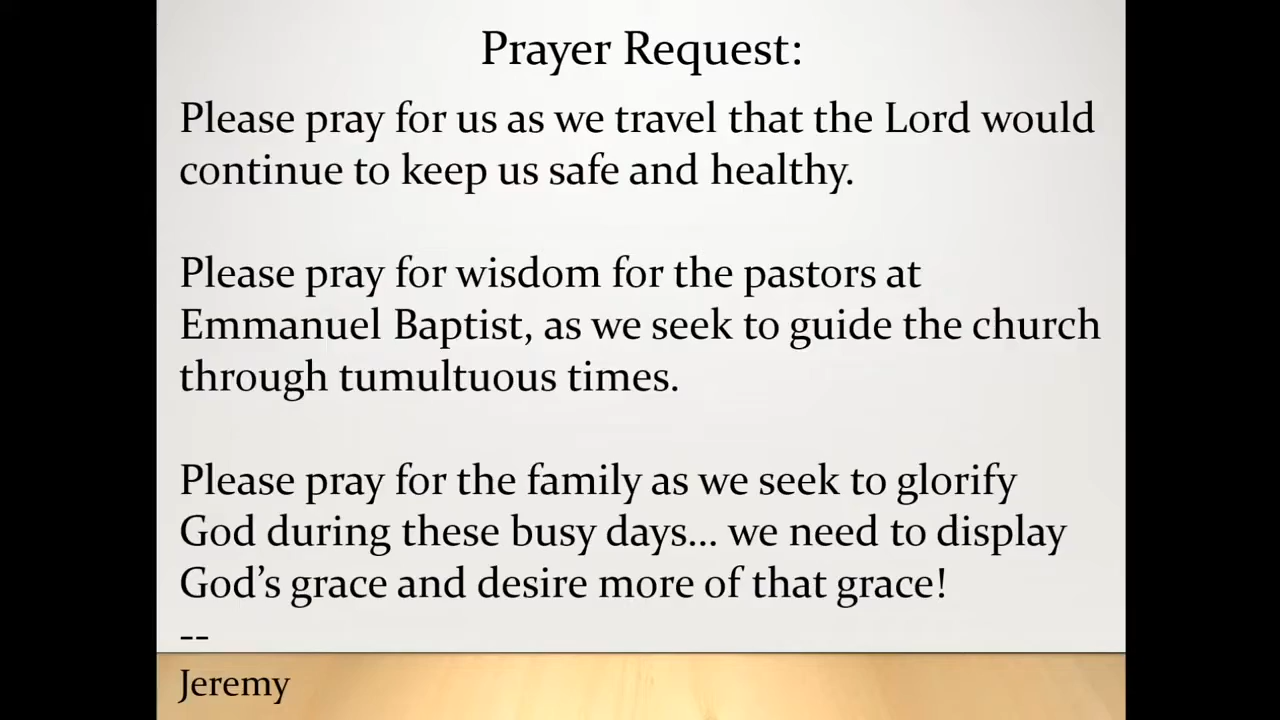 Prayer Request:
Please pray for us as we travel that the Lord would
continue to keep us safe and healthy.
Please pray for wisdom for the pastors at
Emmanuel Baptist, as we seek to guide the church
through tumultuous times.
Please pray for the family as we seek to glorify
God during these busy days... we need to display
God’s grace and desire more of that grace!
--
Jeremy